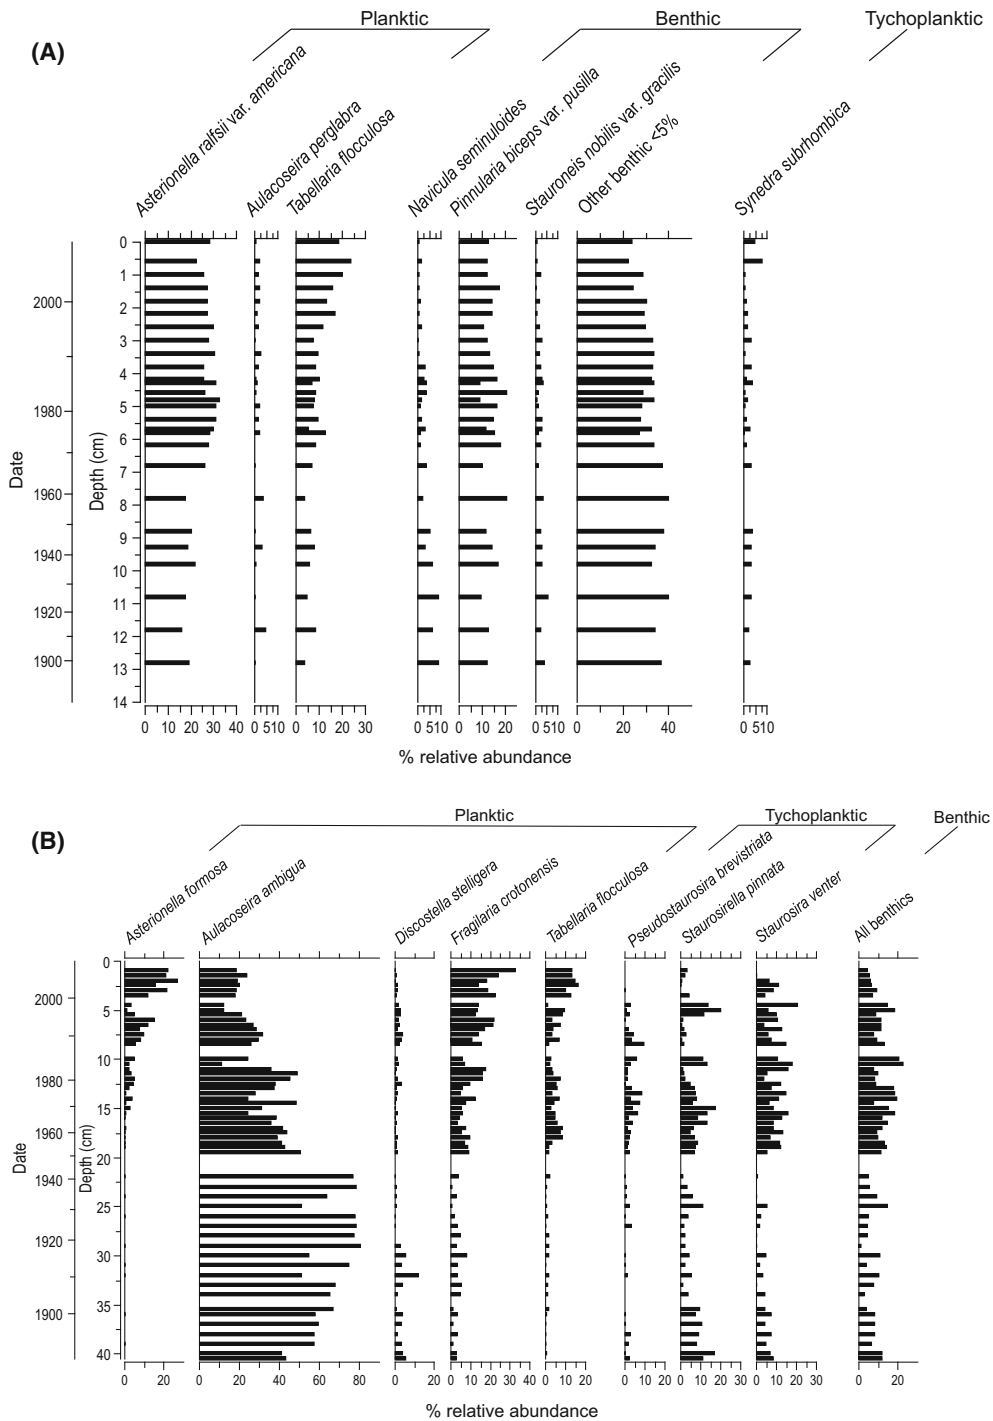 (A)
Planktic Benthic Tychoplanktic
Asterionella ralfsii var. americana
Aulacoseira perglabra
Tabellaria flocculosa
Navicula seminuloides
Pinnularia biceps var. pusilla
Stauroneis nobilis var. gracilis
Other benthic <5%
Synedra subrhombica
Date
2000
1980
1960
1940
1920
1900
Depth (cm)
0
1
2
3
4
5
6
7
8
9
10
11
12
13
14
0 10 20 30 40 0 510 0 10 20 30 0 510 0 10 20 0 510 0 20 40 0 510
% relative abundance
(B)
Planktic Tychoplanktic Benthic
Asterionella formosa
Aulacoseira ambigua
Discostella stelligera
Fragilaria crotonensis
Tabellaria flocculosa
Pseudostaurosira brevistriata
Staurosirella pinnata
Staurosira venter
All benthics
Date
2000
1980
1960
1940
1920
1900
Depth (cm)
0
5
10
15
20
25
30
35
40
0 20 0 20 40 60 80 0 20 0 10 20 30 40 0 20 0 20 0 10 20 30 0 10 20 30 0 20
% relative abundance